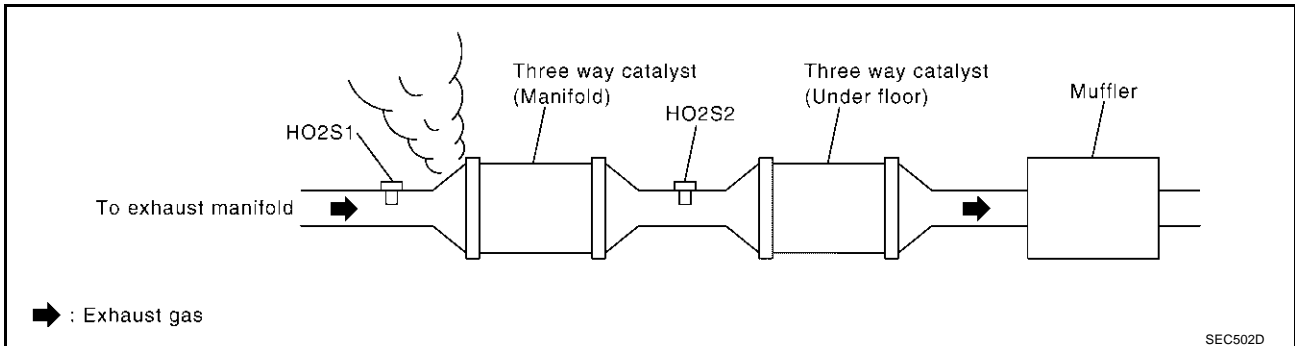 Three way catalyst
(Manifold)
Three way catalyst
(Under floor)
Muffler
HO2S1
HO2S2
To exhaust manifold
: Exhaust gas
SEC502D